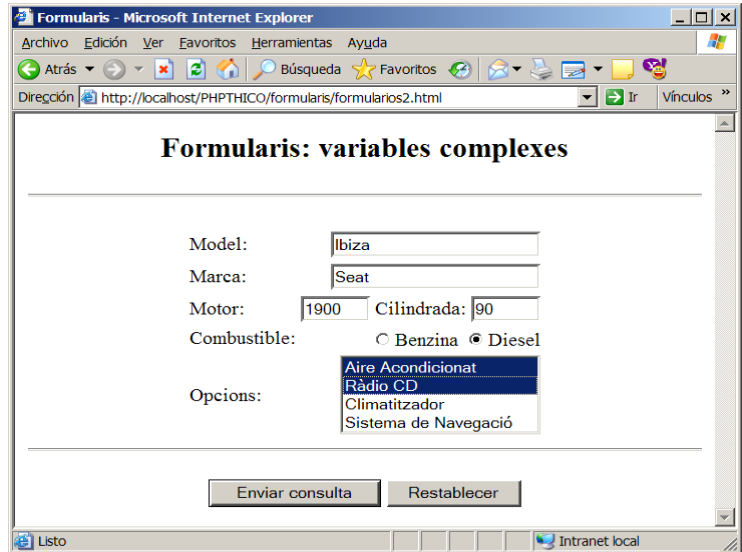 Formularis - Microsoft Internet Explorer
Archivo Edición Ver Favoritos Herramientas Ayuda
Atrás Búsqueda Favoritos
Dirección http://localhost/PHPTHICO/formularis/formularios2.html Ir Vínculos »
Formularis: variables complexes
Model: Ibiza
Marca: Seat
Motor: 1900 Cilindrada: 90
Combustible: Benzina Diesel
Opcions:
Aire Acondicionat
Ràdio CD
Climatitzador
Sistema de Navegació
Enviar consulta Restablecer
Listo Intranet local